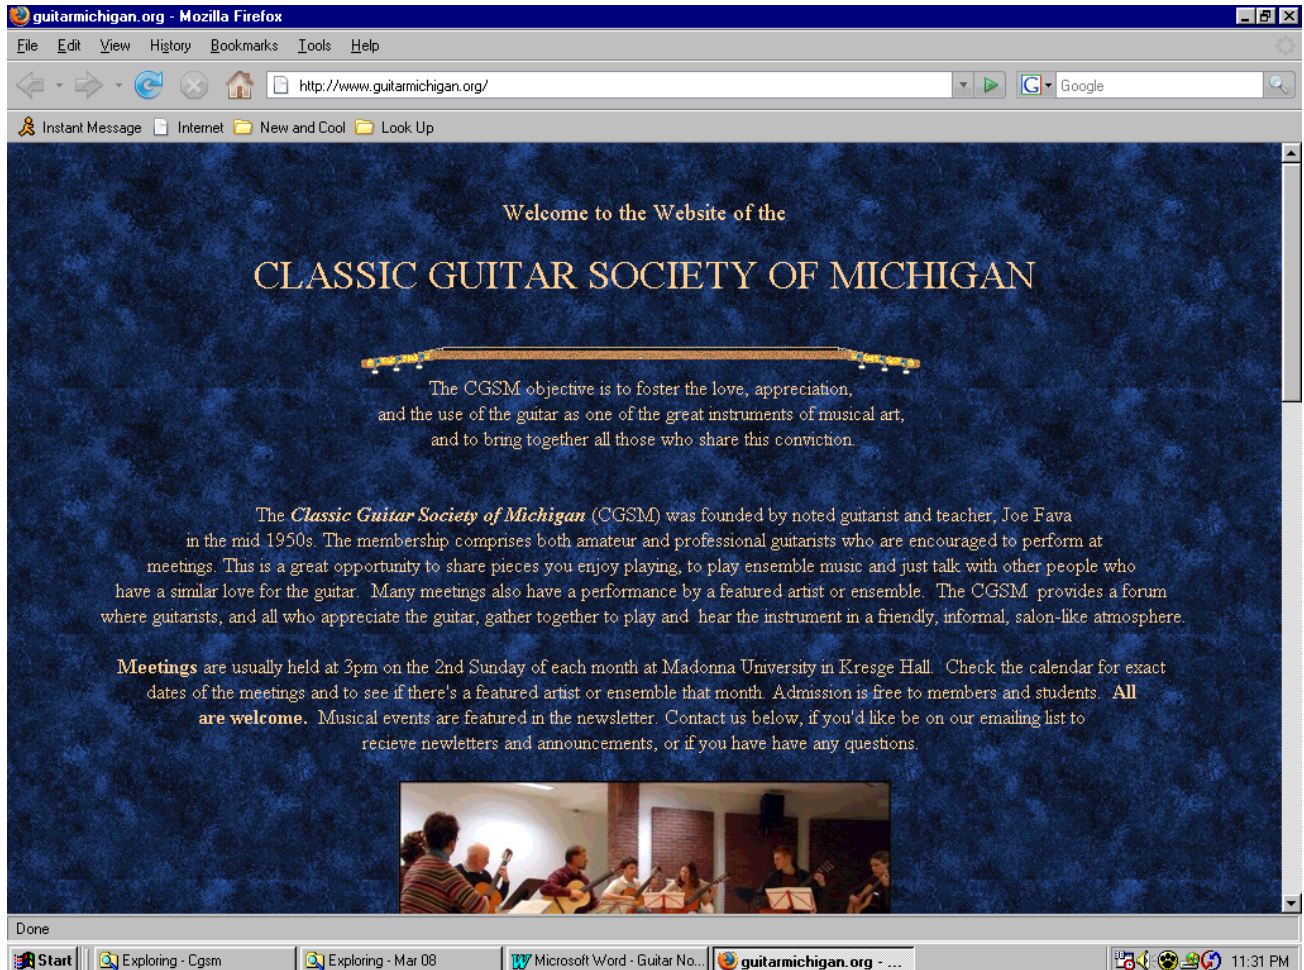 guitarmichigan.org - Mozilla Firefox
File Edit View History Bookmarks Tools Help
http://www.guitarmichigan.org/
G Google
Instant Message Internet New and Cool Look Up
Welcome to the Website of the
CLASSIC GUITAR SOCIETY OF MICHIGAN
The CGSM objective is to foster the love, appreciation,
and the use of the guitar as one of the great instruments of musical art,
and to bring together all those who share this conviction.
The Classic Guitar Society of Michigan (CGSM) was founded by noted guitarist and teacher, Joe Fava
in the mid 1950s. The membership comprises both amateur and professional guitarists who are encouraged to perform at
meetings. This is a great opportunity to share pieces you enjoy playing, to play ensemble music and just talk with other people who
have a similar love for the guitar. Many meetings also have a performance by a featured artist or ensemble. The CGSM provides a forum
where guitarists, and all who appreciate the guitar, gather together to play and hear the instrument in a friendly, informal, salon-like atmosphere.
Meetings are usually held at 3pm on the 2nd Sunday of each month at Madonna University in Kresge Hall. Check the calendar for exact
dates of the meetings and to see if there's a featured artist or ensemble that month. Admission is free to members and students. All
are welcome. Musical events are featured in the newsletter. Contact us below, if you'd like be on our emailing list to
recieve newletters and announcements, or if you have have any questions.
Done
Start Exploring - Cgsm Exploring - Mar 08 Microsoft Word - Guitar No... guitarmichigan.org - ... 11:31 PM